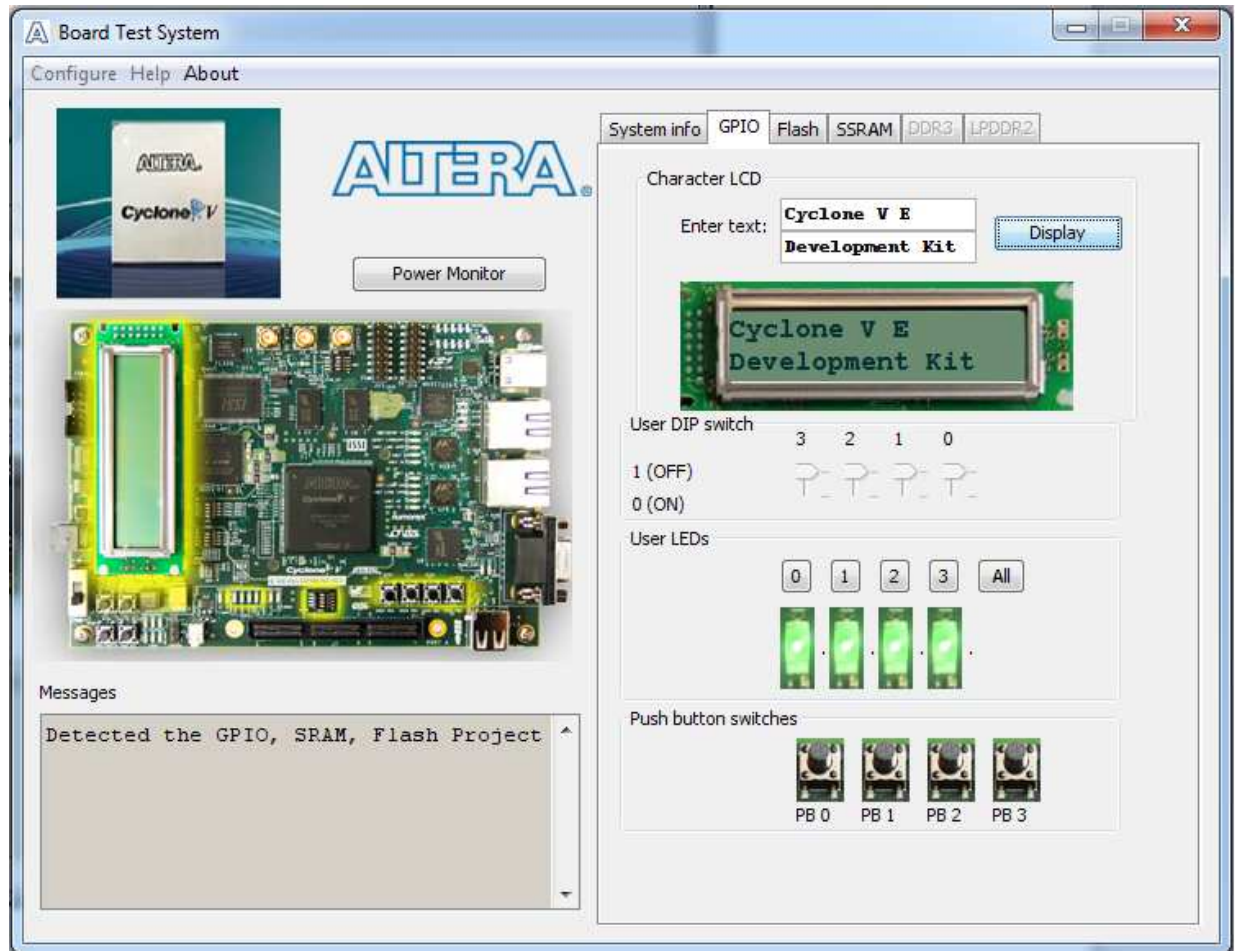 Board Test System
Configure Help About
ALTERA
Cyclone V
ALTERA®
Power Monitor
Messages
Detected the GPIO, SRAM, Flash Project
System info GPIO Flash SSRAM DDR3 LPDDR2
Character LCD
Enter text:
Cyclone V E
Development Kit
Display
Cyclone V E
Development Kit
User DIP switch
3 2 1 0
1 (OFF)
0 (ON)
User LEDs
0 1 2 3 All
Push button switches
PB 0 PB 1 PB 2 PB 3